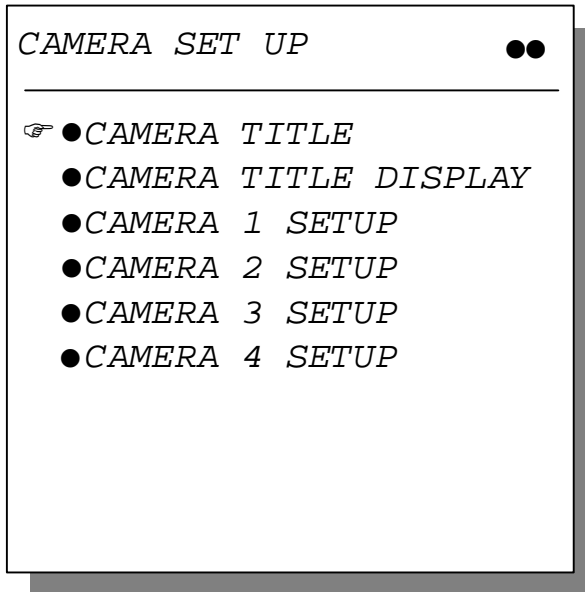 CAMERA SET UP ●●
☞ ●CAMERA TITLE
●CAMERA TITLE DISPLAY
●CAMERA 1 SETUP
●CAMERA 2 SETUP
●CAMERA 3 SETUP
●CAMERA 4 SETUP